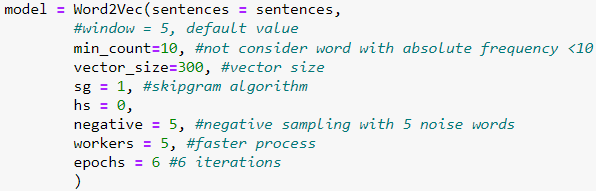 model = Word2Vec(sentences = sentences,
#window = 5, default value
min_count=10, #not consider word with absolute frequency <10
vector_size=300, #vector size
sg = 1, #skipgram algorithm
hs = 0,
negative = 5, #negative sampling with 5 noise words
workers = 5, #faster process
epochs = 6 #6 iterations
)